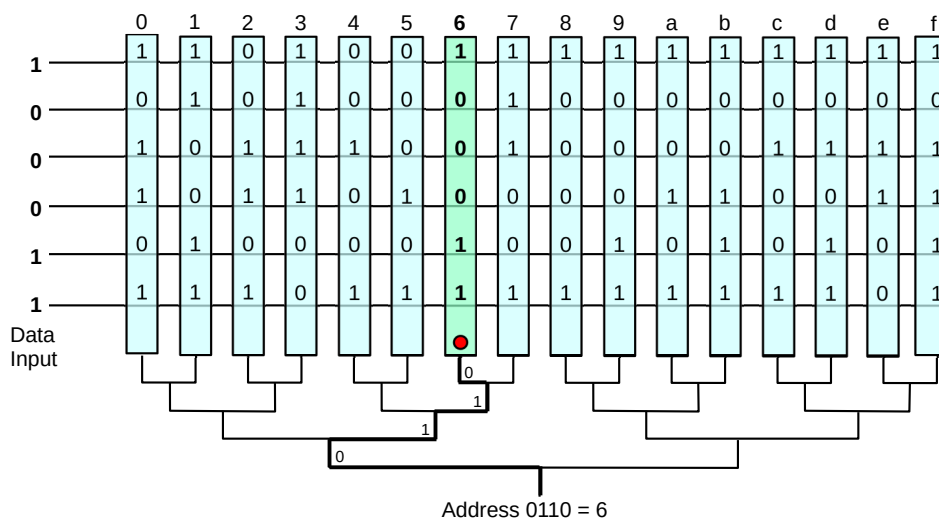 0 1 2 3 4 5 6 7 8 9 a b c d e f
1 1 1 0 1 0 0 1 1 1 1 1 1 1 1 1 1
0 0 1 0 1 0 0 0 1 0 0 0 0 0 0 0 0
0 1 0 1 1 1 0 0 1 0 0 0 0 1 1 1 1
0 1 0 1 1 0 1 0 0 0 0 1 1 0 0 1 1
1 0 1 0 0 0 0 1 0 0 1 0 1 0 1 0 1
1 1 1 1 0 1 1 1 1 1 1 1 1 1 1 0 1
Data
Input
0
1
1
0
Address 0110 = 6